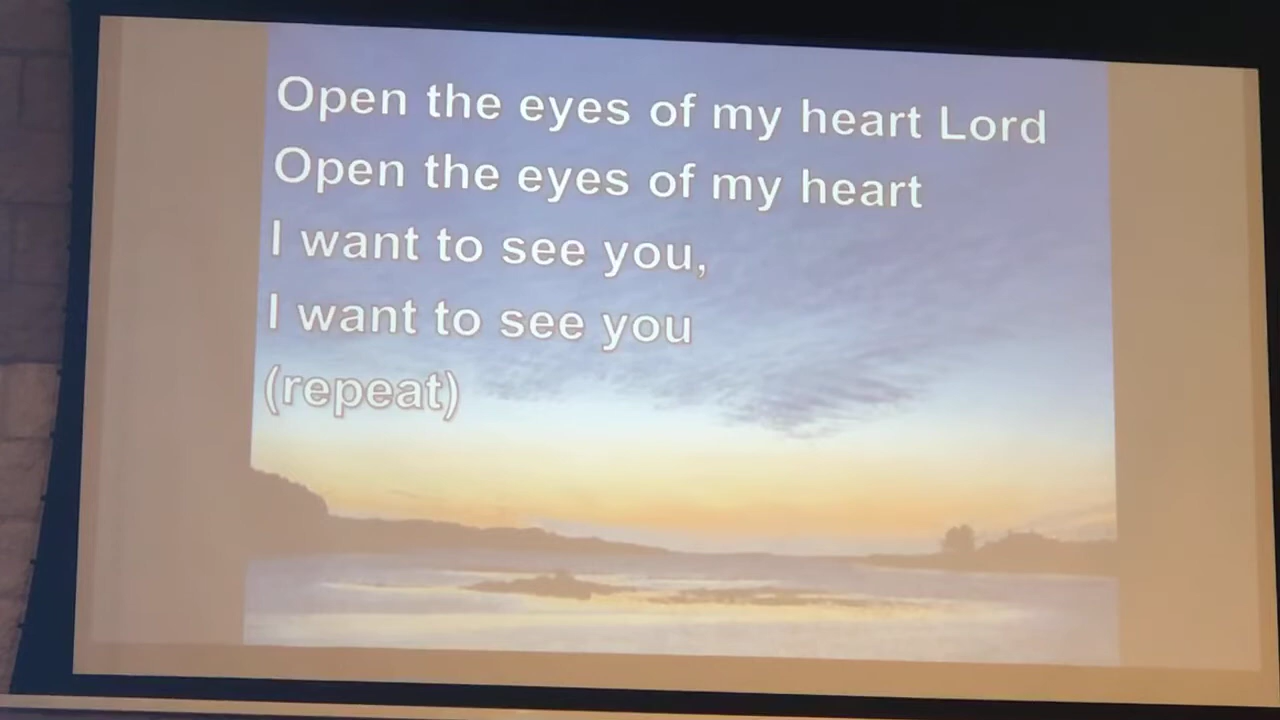 Open the eyes of my heart Lord
Open the eyes of my heart
I want to see you,
I want to see you
(repeat)